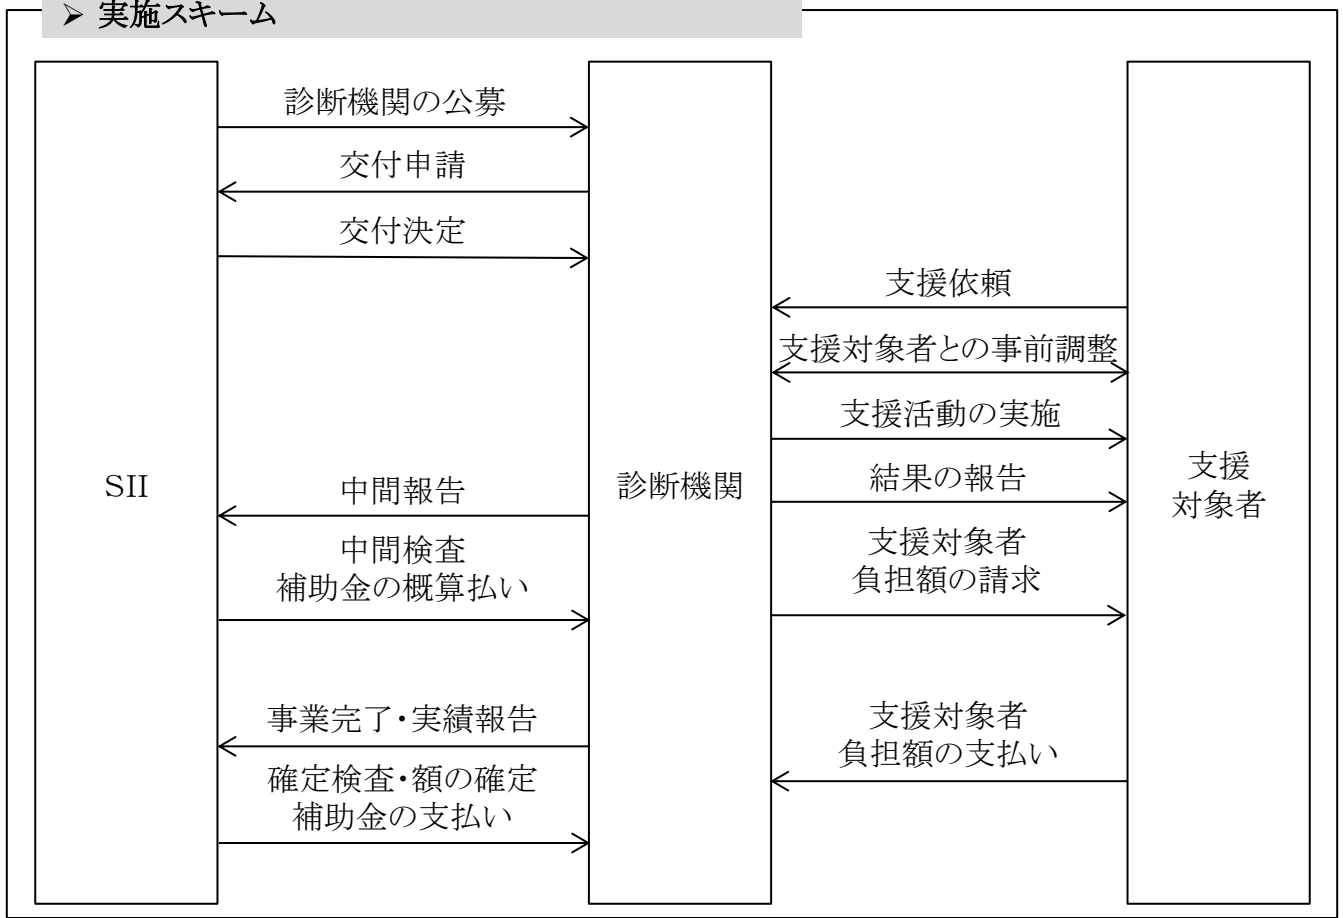 ➢ 実施スキーム
診断機関の公募
交付申請
交付決定
支援依頼
支援対象者との事前調整
支援活動の実施
結果の報告
SII
中間報告
診断機関
支援
対象者
中間検査
補助金の概算払い
支援対象者
負担額の請求
事業完了・実績報告
支援対象者
負担額の支払い
確定検査・額の確定
補助金の支払い